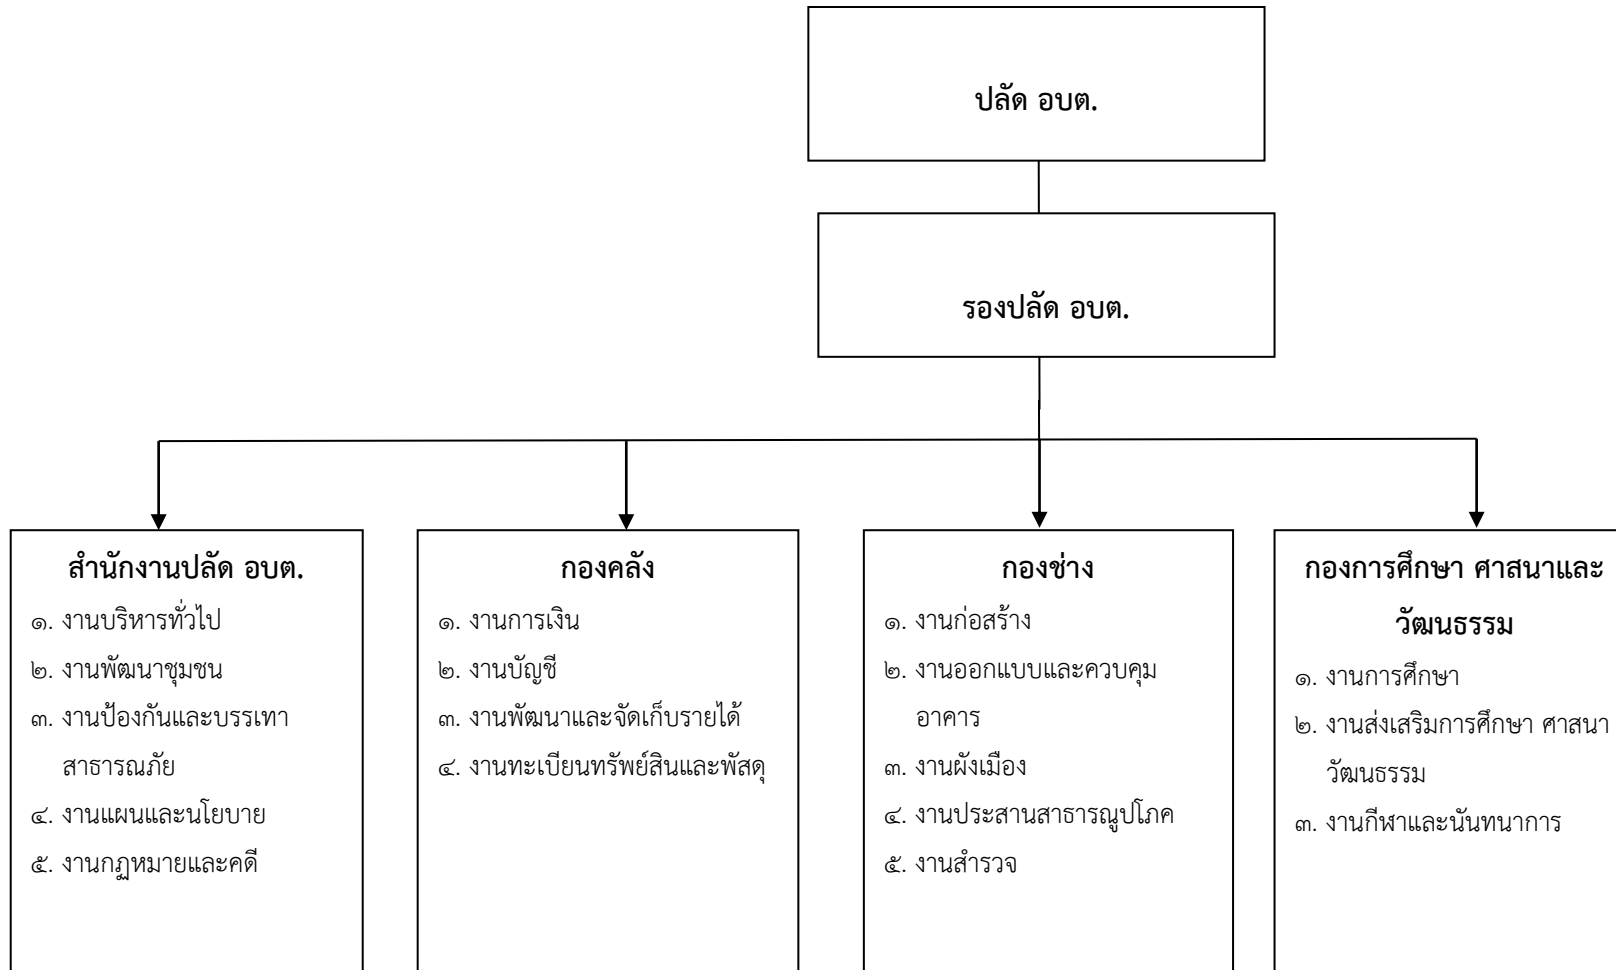 ปลัด อบต.
รองปลัด อบต.
สำนักงานปลัด อบต.
๑. งานบริหารทั่วไป
๒. งานพัฒนาชุมชน
๓. งานป้องกันและบรรเทา
สาธารณภัย
๔. งานแผนและนโยบาย
๕. งานกฎหมายและคดี
กองคลัง
๑. งานการเงิน
๒. งานบัญชี
๓. งานพัฒนาและจัดเก็บรายได้
๔. งานทะเบียนทรัพย์สินและพัสดุ
กองช่าง
๑. งานก่อสร้าง
๒. งานออกแบบและควบคุม
อาคาร
๓. งานผังเมือง
๔. งานประสานสาธารณูปโภค
๕. งานสำรวจ
กองการศึกษา ศาสนาและ
วัฒนธรรม
๑. งานการศึกษา
๒. งานส่งเสริมการศึกษา ศาสนา
วัฒนธรรม
๓. งานกีฬาและนันทนาการ